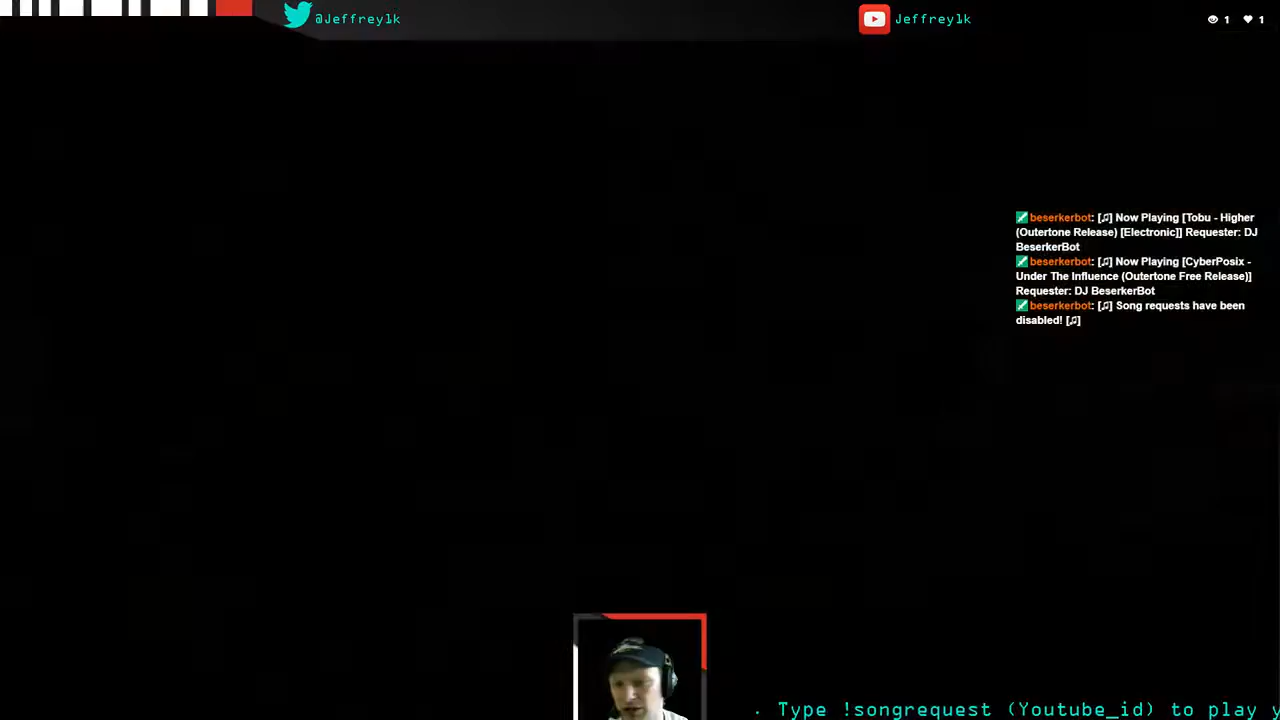 @Jeffrey1k
Jeffrey1k
1 1
beserkerbot: [♫] Now Playing [Tobu - Higher
(Outertone Release) [Electronic]] Requester: DJ
BeserkerBot
beserkerbot: [♫] Now Playing [CyberPosix -
Under The Influence (Outertone Free Release)]
Requester: DJ BeserkerBot
beserkerbot: [♫] Song requests have been
disabled! [♫]
. Type !songrequest (Youtube_id) to play y